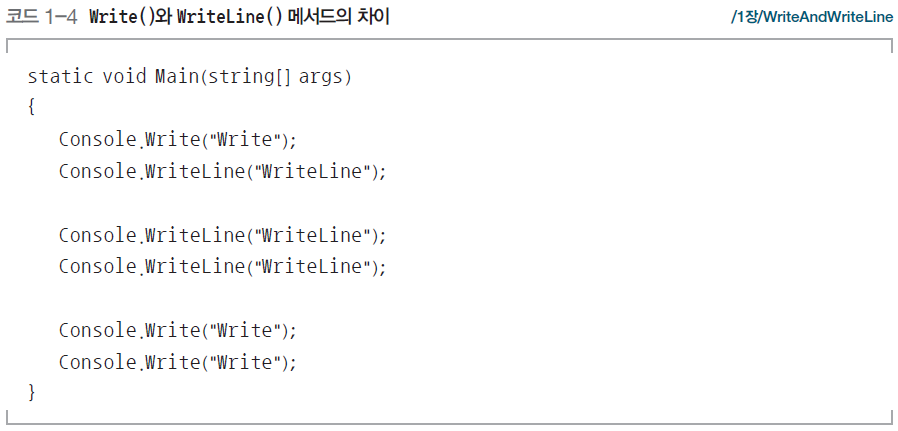 코드 1-4 Write()와 WriteLine() 메서드의 차이 /1장/WriteAndWriteLine
static void Main(string[] args)
{
Console.Write("Write");
Console.WriteLine("WriteLine");
Console.WriteLine("WriteLine");
Console.WriteLine("WriteLine");
Console.Write("Write");
Console.Write("Write");
}